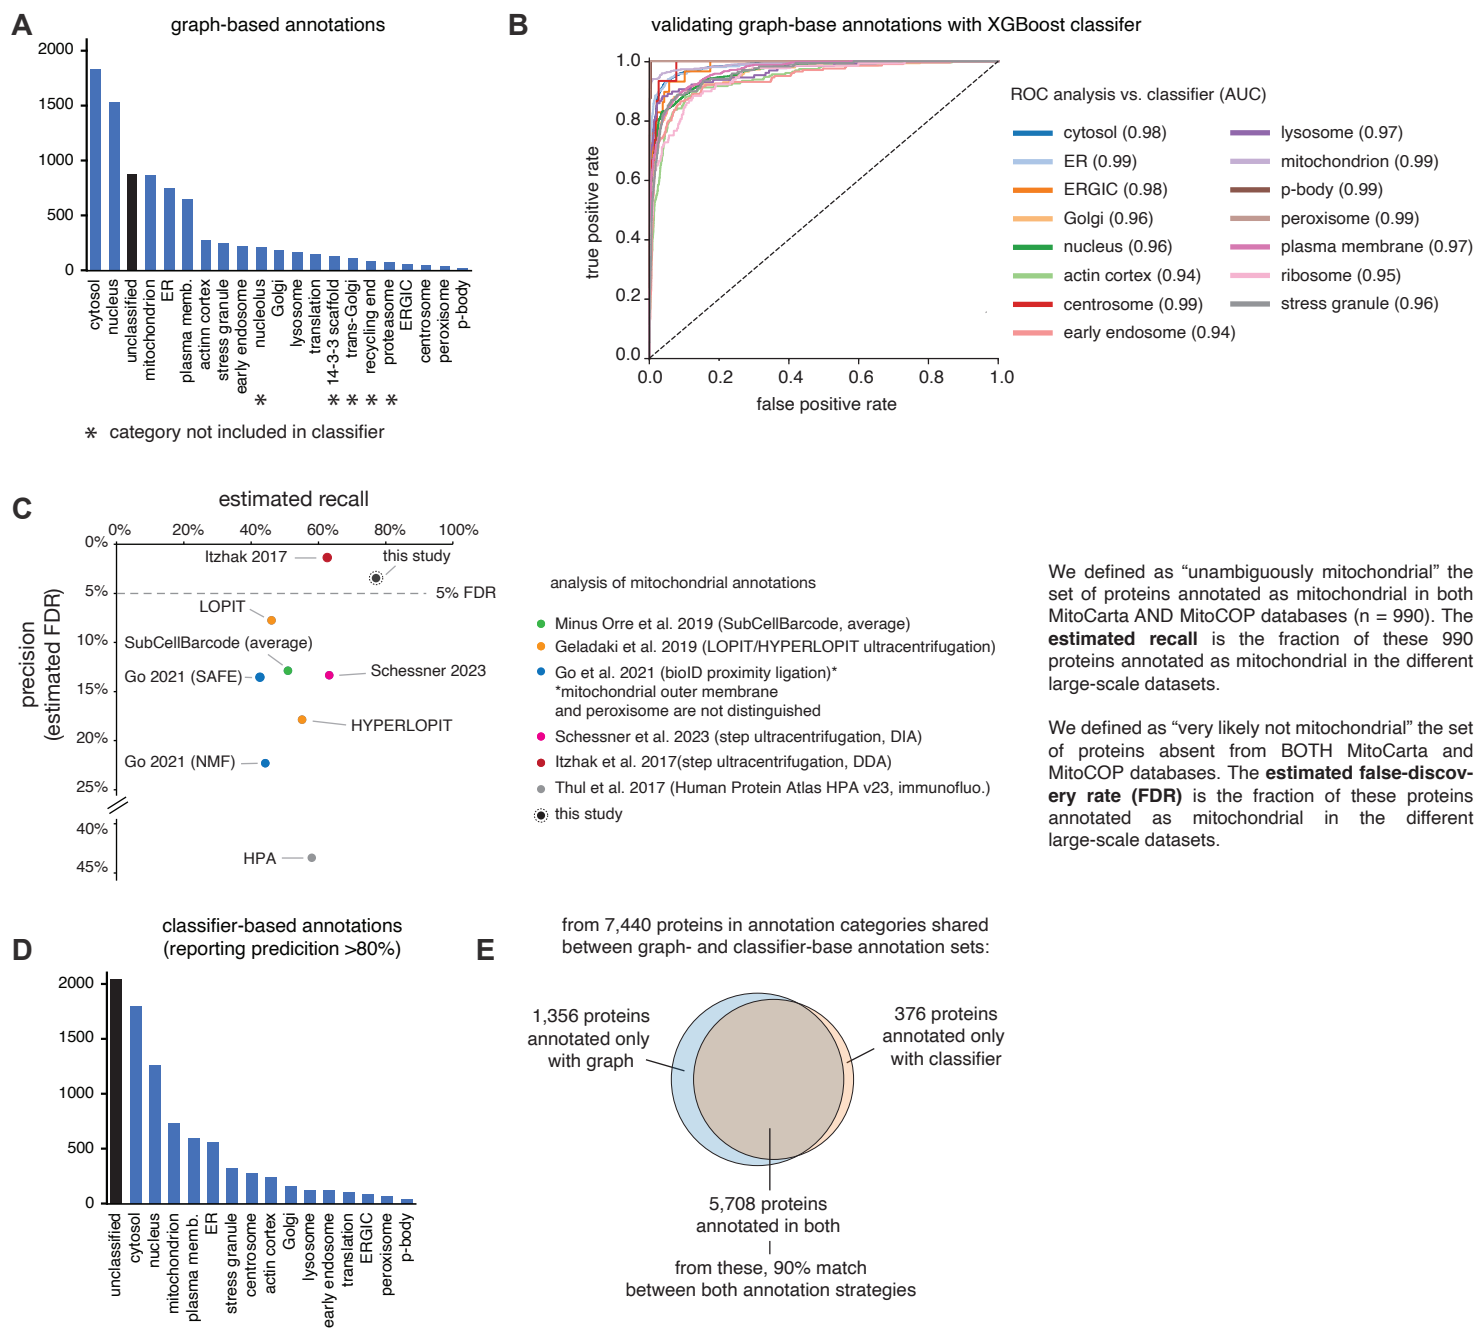 A
graph-based annotations
2000
1500
1000
500
0
cytosol
nucleus
unclassified
mitochondrion
ER
plasma memb.
actinn cortex
stress granule
early endosome
nucleolus
Golgi
lysosome
translation
14-3-3 scaffold
trans-Golgi
recycling end
proteasome
ERGIC
centrosome
peroxisome
p-body
* * * * *
* category not included in classifier
B
validating graph-base annotations with XGBoost classifer
true positive rate
1.0
0.8
0.6
0.4
0.2
0.0
0.0 0.2 0.4 0.6 0.8 1.0
false positive rate
ROC analysis vs. classifier (AUC)
cytosol (0.98)
ER (0.99)
ERGIC (0.98)
Golgi (0.96)
nucleus (0.96)
actin cortex (0.94)
centrosome (0.99)
early endosome (0.94)
lysosome (0.97)
mitochondrion (0.99)
p-body (0.99)
peroxisome (0.99)
plasma membrane (0.97)
ribosome (0.95)
stress granule (0.96)
C
estimated recall
0% 20% 40% 60% 80% 100%
precision
(estimated FDR)
0%
5%
10%
15%
20%
25%
40%
45%
Itzhak 2017
this study
5% FDR
LOPIT
SubCellBarcode (average)
Go 2021 (SAFE)
Schessner 2023
HYPERLOPIT
Go 2021 (NMF)
HPA
analysis of mitochondrial annotations
Minus Orre et al. 2019 (SubCellBarcode, average)
Geladaki et al. 2019 (LOPIT/HYPERLOPIT ultracentrifugation)
Go et al. 2021 (bioID proximity ligation)*
*mitochondrial outer membrane
and peroxisome are not distinguished
Schessner et al. 2023 (step ultracentrifugation, DIA)
Itzhak et al. 2017(step ultracentrifugation, DDA)
Thul et al. 2017 (Human Protein Atlas HPA v23, immunofluo.)
this study
We defined as “unambiguously mitochondrial” the
set of proteins annotated as mitochondrial in both
MitoCarta AND MitoCOP databases (n = 990). The
estimated recall is the fraction of these 990
proteins annotated as mitochondrial in the different
large-scale datasets.
We defined as “very likely not mitochondrial” the set
of proteins absent from BOTH MitoCarta and
MitoCOP databases. The estimated false-discov-
ery rate (FDR) is the fraction of these proteins
annotated as mitochondrial in the different
large-scale datasets.
D
classifier-based annotations
(reporting predicition >80%)
2000
1500
1000
500
0
unclassified
cytosol
nucleus
mitochondrion
plasma memb.
ER
stress granule
centrosome
actin cortex
Golgi
lysosome
early endosome
translation
ERGIC
peroxisome
p-body
E
from 7,440 proteins in annotation categories shared
between graph- and classifier-base annotation sets:
1,356 proteins
annotated only
with graph
376 proteins
annotated only
with classifier
5,708 proteins
annotated in both
from these, 90% match
between both annotation strategies